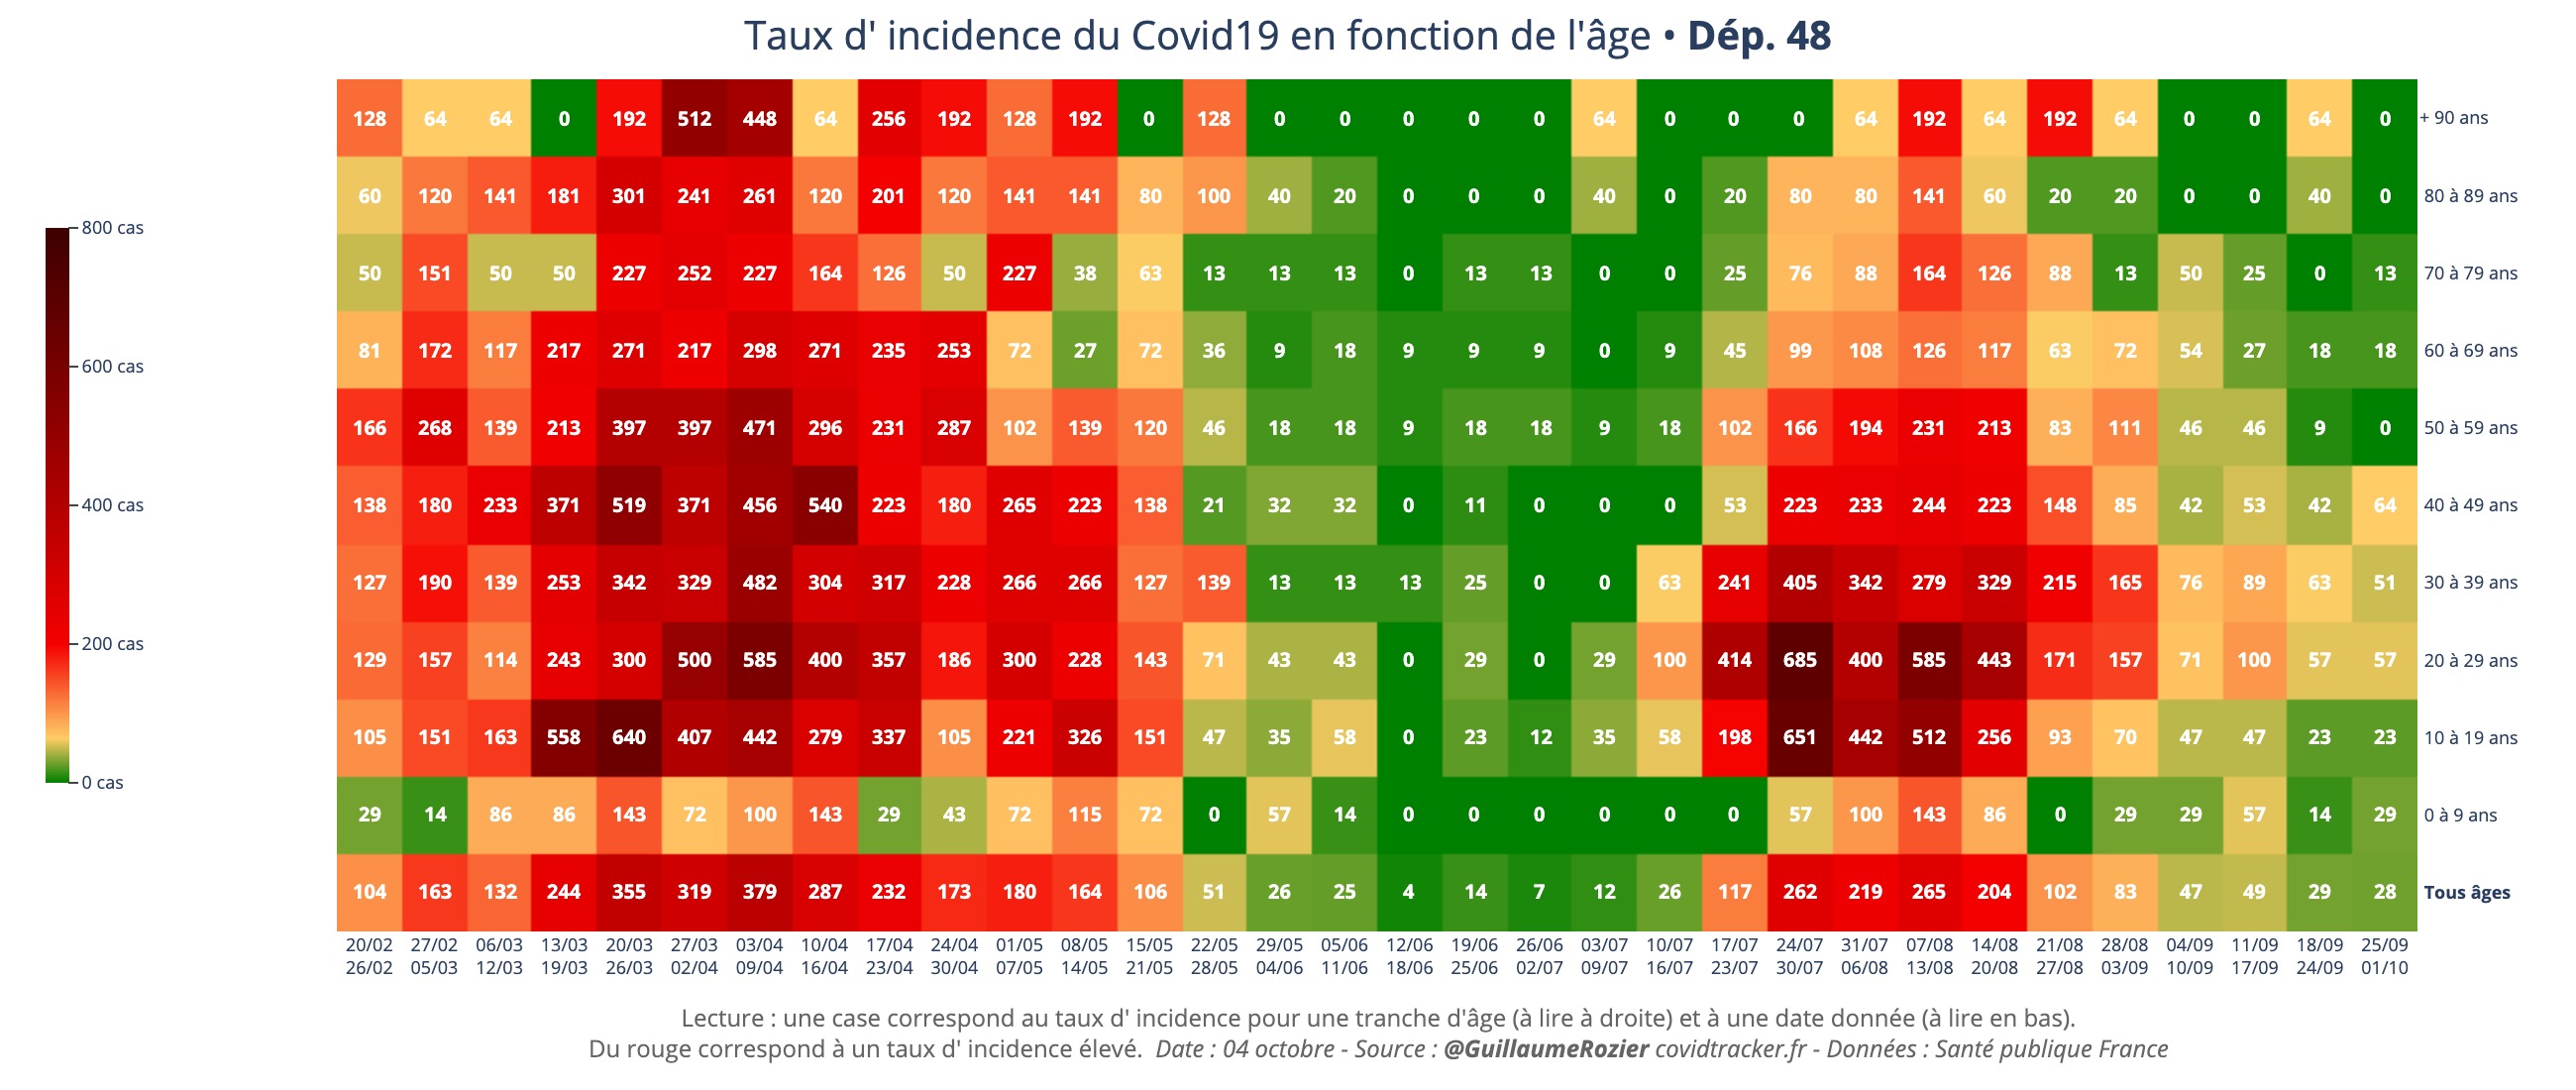 Taux d' incidence du Covid19 en fonction de l'âge • Dép. 48
128 64 64 0 192 512 448 64 256 192 128 192 0 128 0 0 0 0 0 64 0 0 0 64 192 64 192 64 0 0 64 0 + 90 ans
60 120 141 181 301 241 261 120 201 120 141 141 80 100 40 20 0 0 0 40 0 20 80 80 141 60 20 20 0 0 40 0 80 à 89 ans
50 151 50 50 227 252 227 164 126 50 227 38 63 13 13 13 0 13 13 0 0 25 76 88 164 126 88 13 50 25 0 13 70 à 79 ans
81 172 117 217 271 217 298 271 235 253 72 27 72 36 9 18 9 9 9 0 9 45 99 108 126 117 63 72 54 27 18 18 60 à 69 ans
166 268 139 213 397 397 471 296 231 287 102 139 120 46 18 18 9 18 18 9 18 102 166 194 231 213 83 111 46 46 9 0 50 à 59 ans
138 180 233 371 519 371 456 540 223 180 265 223 138 21 32 32 0 11 0 0 0 53 223 233 244 223 148 85 42 53 42 64 40 à 49 ans
127 190 139 253 342 329 482 304 317 228 266 266 127 139 13 13 13 25 0 0 63 241 405 342 279 329 215 165 76 89 63 51 30 à 39 ans
129 157 114 243 300 500 585 400 357 186 300 228 143 71 43 43 0 29 0 29 100 414 685 400 585 443 171 157 71 100 57 57 20 à 29 ans
105 151 163 558 640 407 442 279 337 105 221 326 151 47 35 58 0 23 12 35 58 198 651 442 512 256 93 70 47 47 23 23 10 à 19 ans
29 14 86 86 143 72 100 143 29 43 72 115 72 0 57 14 0 0 0 0 0 0 57 100 143 86 0 29 29 57 14 29 0 à 9 ans
104 163 132 244 355 319 379 287 232 173 180 164 106 51 26 25 4 14 7 12 26 117 262 219 265 204 102 83 47 49 29 28 Tous âges
20/02 27/02 06/03 13/03 20/03 27/03 03/04 10/04 17/04 24/04 01/05 08/05 15/05 22/05 29/05 05/06 12/06 19/06 26/06 03/07 10/07 17/07 24/07 31/07 07/08 14/08 21/08 28/08 04/09 11/09 18/09 25/09
26/02 05/03 12/03 19/03 26/03 02/04 09/04 16/04 23/04 30/04 07/05 14/05 21/05 28/05 04/06 11/06 18/06 25/06 02/07 09/07 16/07 23/07 30/07 06/08 13/08 20/08 27/08 03/09 10/09 17/09 24/09 01/10
800 cas
600 cas
400 cas
200 cas
0 cas
Lecture : une case correspond au taux d' incidence pour une tranche d'âge (à lire à droite) et à une date donnée (à lire en bas).
Du rouge correspond à un taux d' incidence élevé. Date : 04 octobre - Source : @GuillaumeRozier covidtracker.fr - Données : Santé publique France